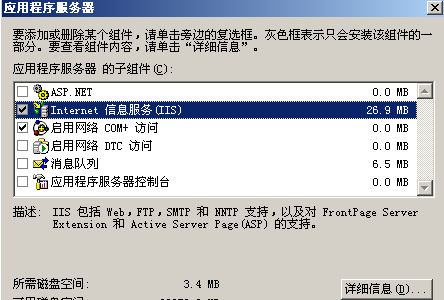 应用程序服务器
要添加或删除某个组件，请单击旁边的复选框。灰色框表示只会安装该组件的一
部分。要查看组件内容，请单击“详细信息”。
应用程序服务器 的子组件(C):
ASP.NET 0.0 MB
Internet 信息服务(IIS) 26.9 MB
启用网络 COM+ 访问 0.0 MB
启用网络 DTC 访问 0.0 MB
消息队列 6.5 MB
应用程序服务器控制台 0.0 MB
描述: IIS 包括 Web，FTP，SMTP 和 NNTP 支持，以及对 FrontPage Server
Extension 和 Active Server Page(ASP) 的支持。
所需磁盘空间: 3.4 MB
详细信息(D)...